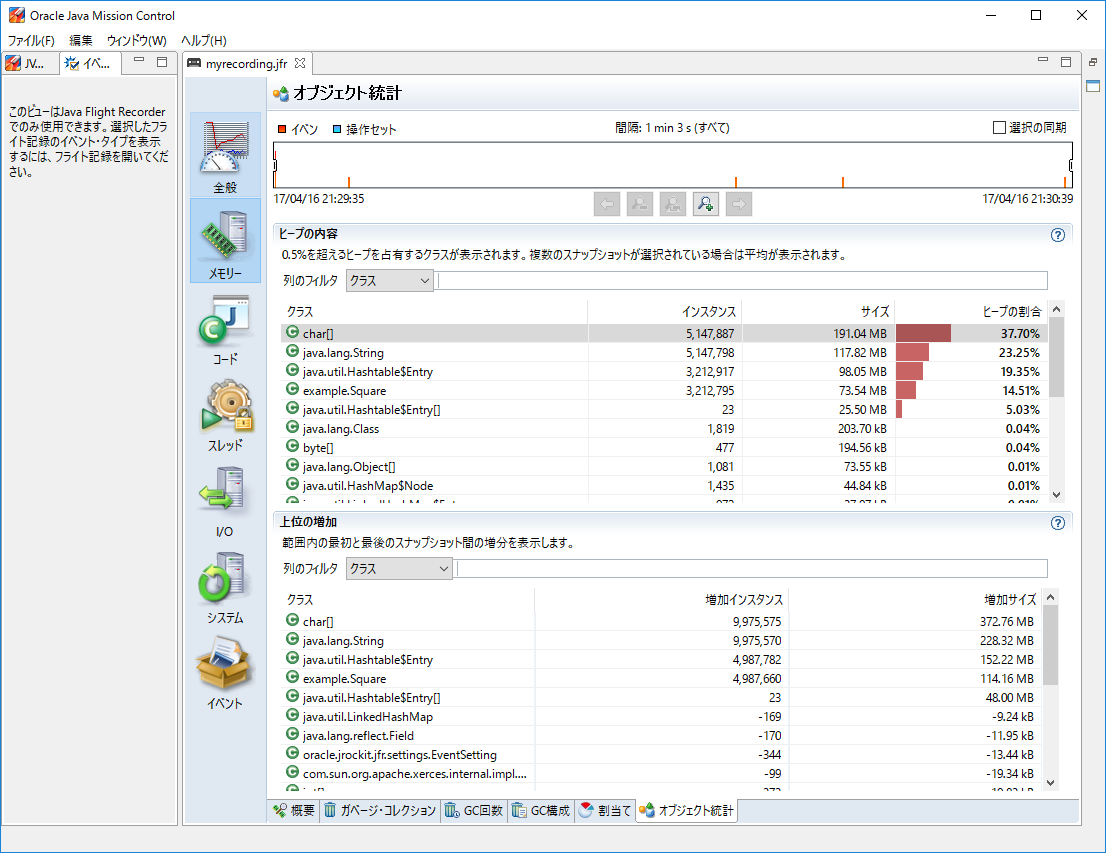 Oracle Java Mission Control
ファイル(F) 編集 ウィンドウ(W) ヘルプ(H)
JV... イベ... myrecording.jfr
このビューはJava Flight Recorder
でのみ使用できます。選択したフラ
イト記録のイベント・タイプを表示
するには、フライト記録を開いてくだ
さい。
全般
メモリー
コード
スレッド
I/O
システム
イベント
オブジェクト統計
イベン 操作セット 間隔: 1 min 3 s (すべて) 選択の同期
17/04/16 21:29:35 17/04/16 21:30:39
ヒープの内容
0.5%を超えるヒープを占有するクラスが表示されます。複数のスナップショットが選択されている場合は平均が表示されます。
列のフィルタ クラス
クラス インスタンス サイズ ヒープの割合
char[] 5,147,887 191.04 MB 37.70%
java.lang.String 5,147,798 117.82 MB 23.25%
java.util.Hashtable$Entry 3,212,917 98.05 MB 19.35%
example.Square 3,212,795 73.54 MB 14.51%
java.util.Hashtable$Entry[] 23 25.50 MB 5.03%
java.lang.Class 1,819 203.70 kB 0.04%
byte[] 477 194.56 kB 0.04%
java.lang.Object[] 1,081 73.55 kB 0.01%
java.util.HashMap$Node 1,435 44.84 kB 0.01%
上位の増加
範囲内の最初と最後のスナップショット間の増分を表示します。
列のフィルタ クラス
クラス 増加インスタンス 増加サイズ
char[] 9,975,575 372.76 MB
java.lang.String 9,975,570 228.32 MB
java.util.Hashtable$Entry 4,987,782 152.22 MB
example.Square 4,987,660 114.16 MB
java.util.Hashtable$Entry[] 23 48.00 MB
java.util.LinkedHashMap -169 -9.24 kB
java.lang.reflect.Field -170 -11.95 kB
oracle.jrockit.jfr.settings.EventSetting -344 -13.44 kB
com.sun.org.apache.xerces.internal.impl.... -99 -19.34 kB
概要 ガベージ・コレクション GC回数 GC構成 割当て オブジェクト統計